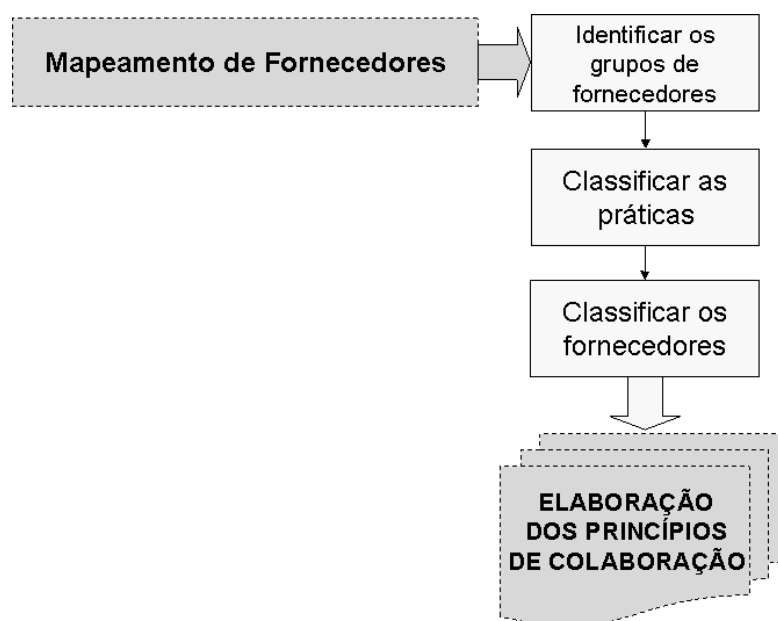 Mapeamento de Fornecedores
Identificar os
grupos de
fornecedores
Classificar as
práticas
Classificar os
fornecedores
ELABORAÇÃO
DOS PRINCÍPIOS
DE COLABORAÇÃO